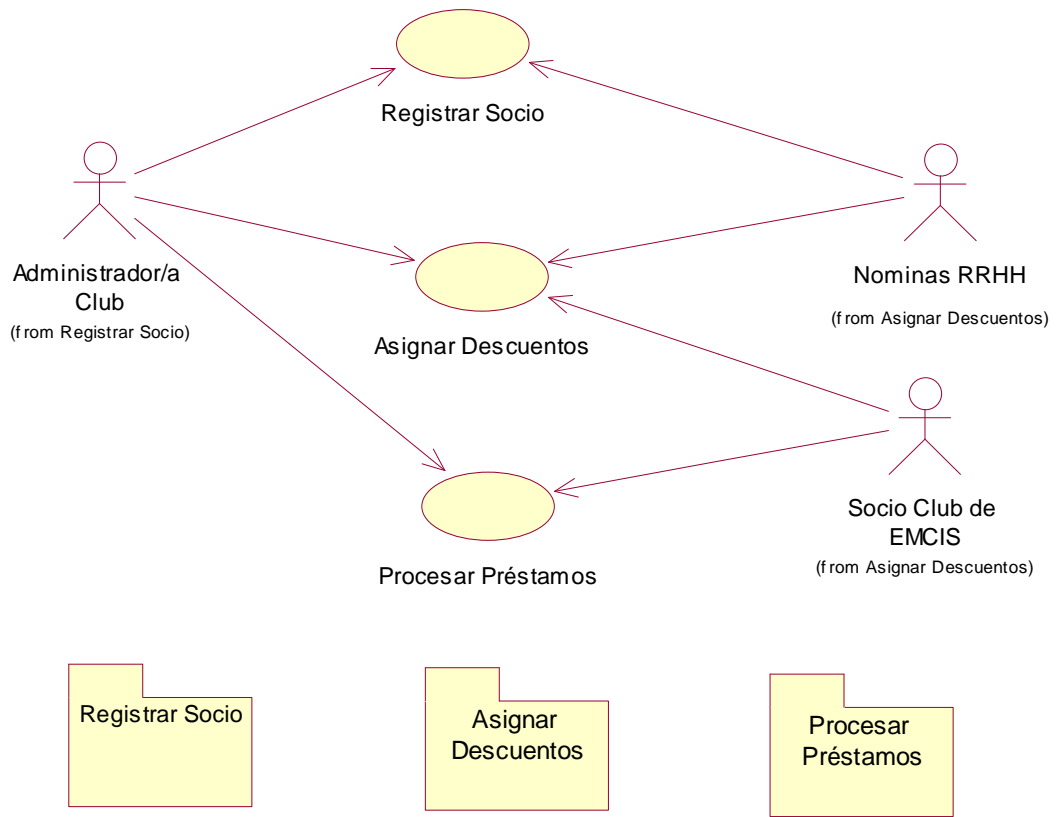 Registrar Socio
Administrador/a
Club
(from Registrar Socio)
Nominas RRHH
(from Asignar Descuentos)
Asignar Descuentos
Socio Club de
EMCIS
(from Asignar Descuentos)
Procesar Préstamos
Registrar Socio
Asignar
Descuentos
Procesar
Préstamos